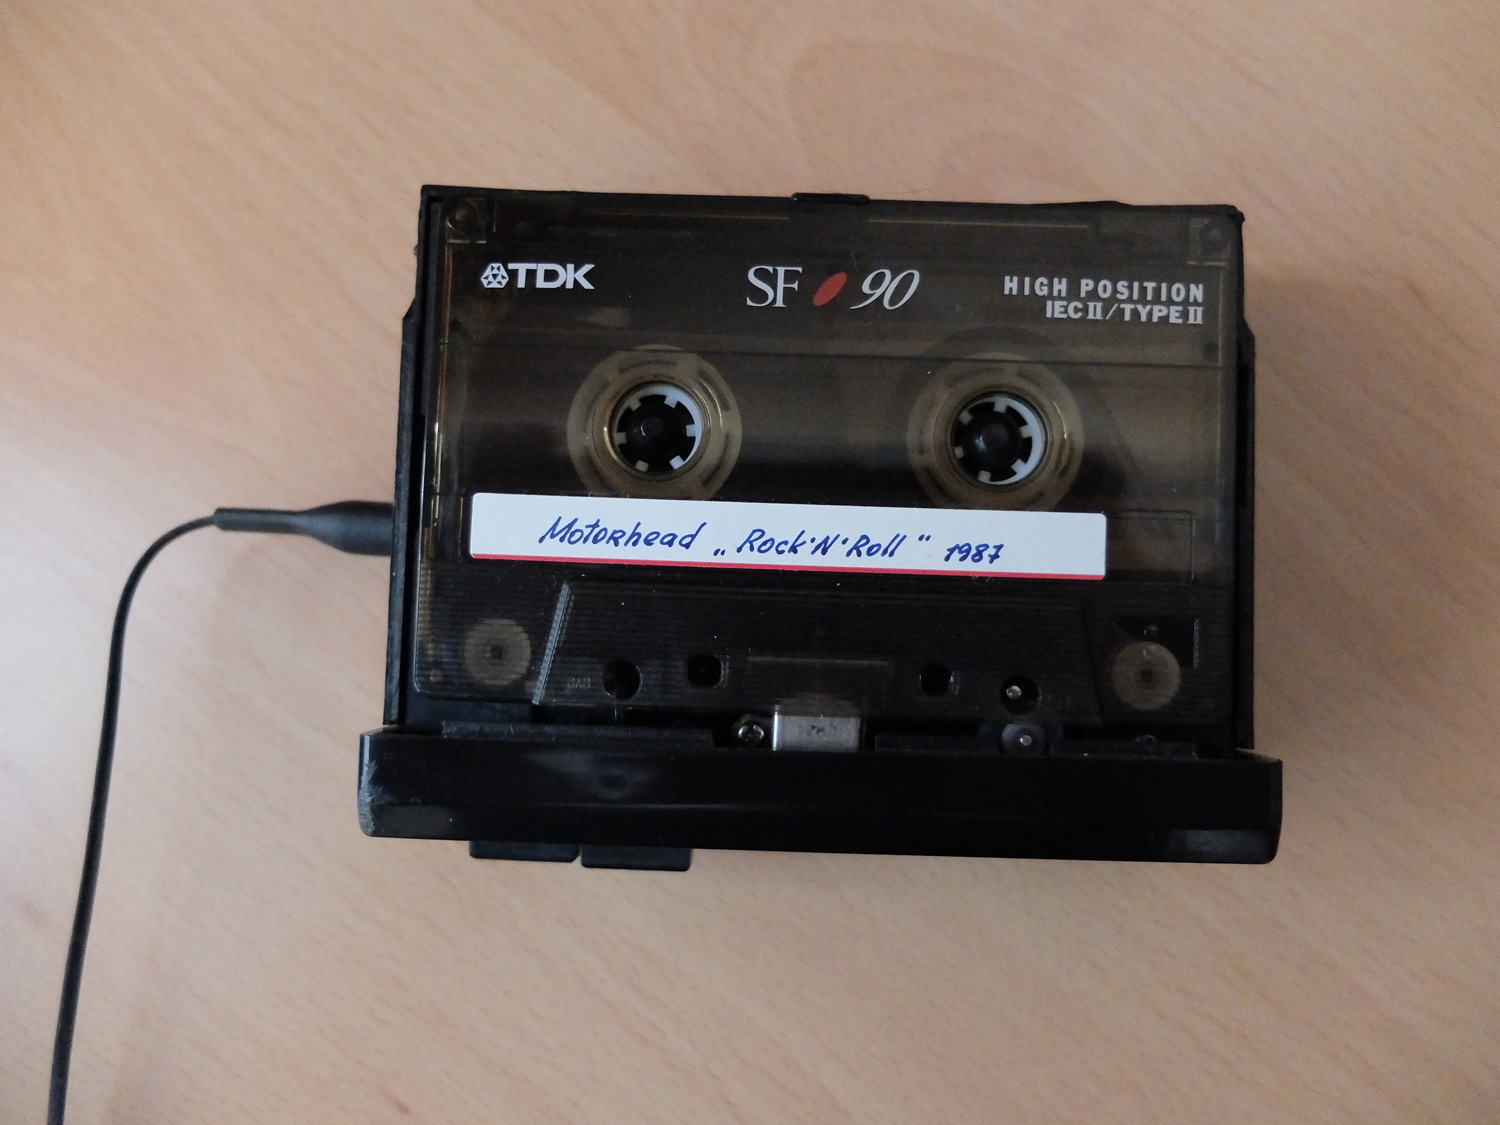 TDK
SF 90
HIGH POSITION
IEC II/TYPE II
Motorhead „Rock'N'Roll" 1987